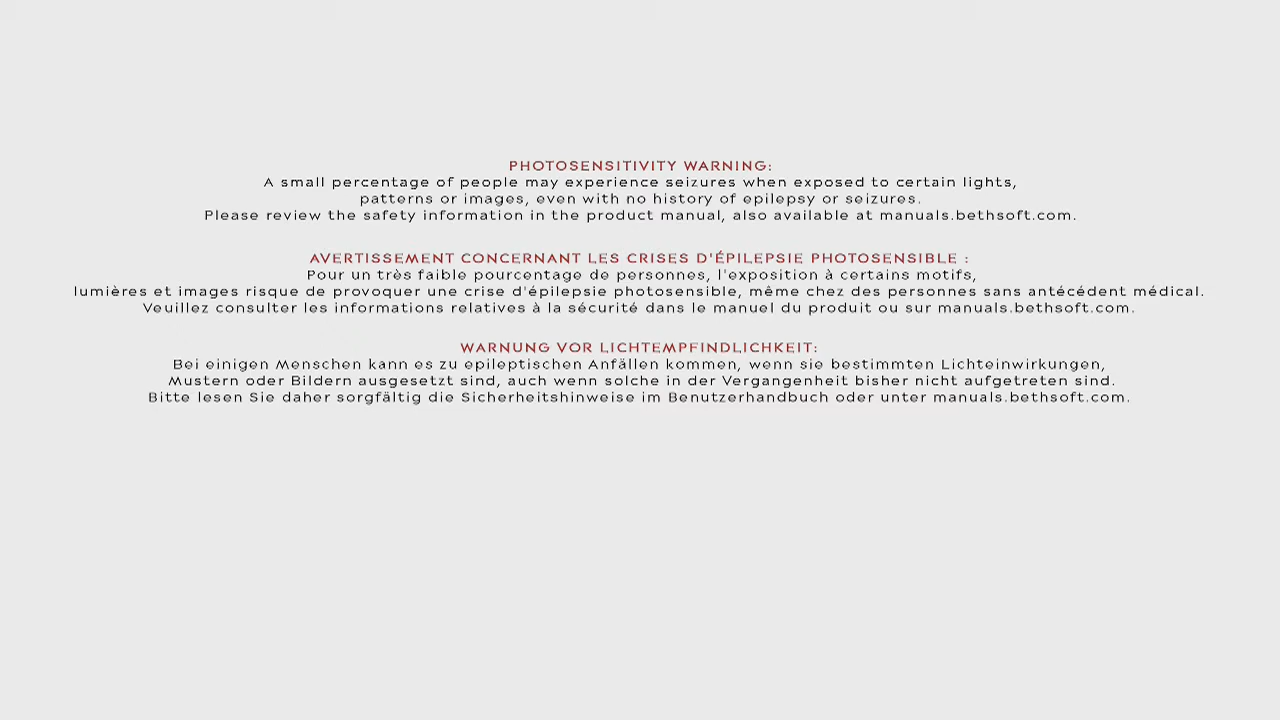 PHOTOSENSITIVITY WARNING:
A small percentage of people may experience seizures when exposed to certain lights,
patterns or images, even with no history of epilepsy or seizures.
Please review the safety information in the product manual, also available at manuals.bethsoft.com.
AVERTISSEMENT CONCERNANT LES CRISES D'ÉPILEPSIE PHOTOSENSIBLE :
Pour un très faible pourcentage de personnes, l'exposition à certains motifs,
lumières et images risque de provoquer une crise d'épilepsie photosensible, même chez des personnes sans antécédent médical.
Veuillez consulter les informations relatives à la sécurité dans le manuel du produit ou sur manuals.bethsoft.com.
WARNUNG VOR LICHTEMPFINDLICHKEIT:
Bei einigen Menschen kann es zu epileptischen Anfällen kommen, wenn sie bestimmten Lichteinwirkungen,
Mustern oder Bildern ausgesetzt sind, auch wenn solche in der Vergangenheit bisher nicht aufgetreten sind.
Bitte lesen Sie daher sorgfältig die Sicherheitshinweise im Benutzerhandbuch oder unter manuals.bethsoft.com.